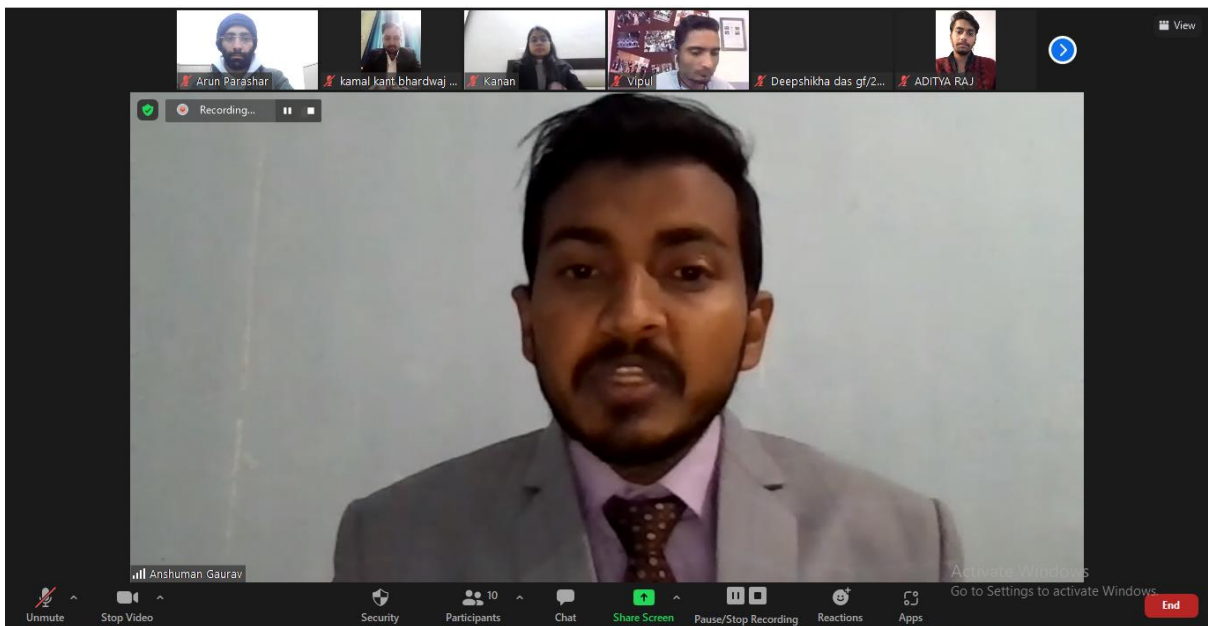 View
Arun Parashar
kamal kant bhardwaj ...
Kanan
Vipul
Deepshikha das gf/2...
ADITYA RAJ
Recording...
Anshuman Gaurav
Activate Windows
Go to Settings to activate Windows.
10
Unmute
Stop Video
Security
Participants
Chat
Share Screen
Pause/Stop Recording
Reactions
Apps
End